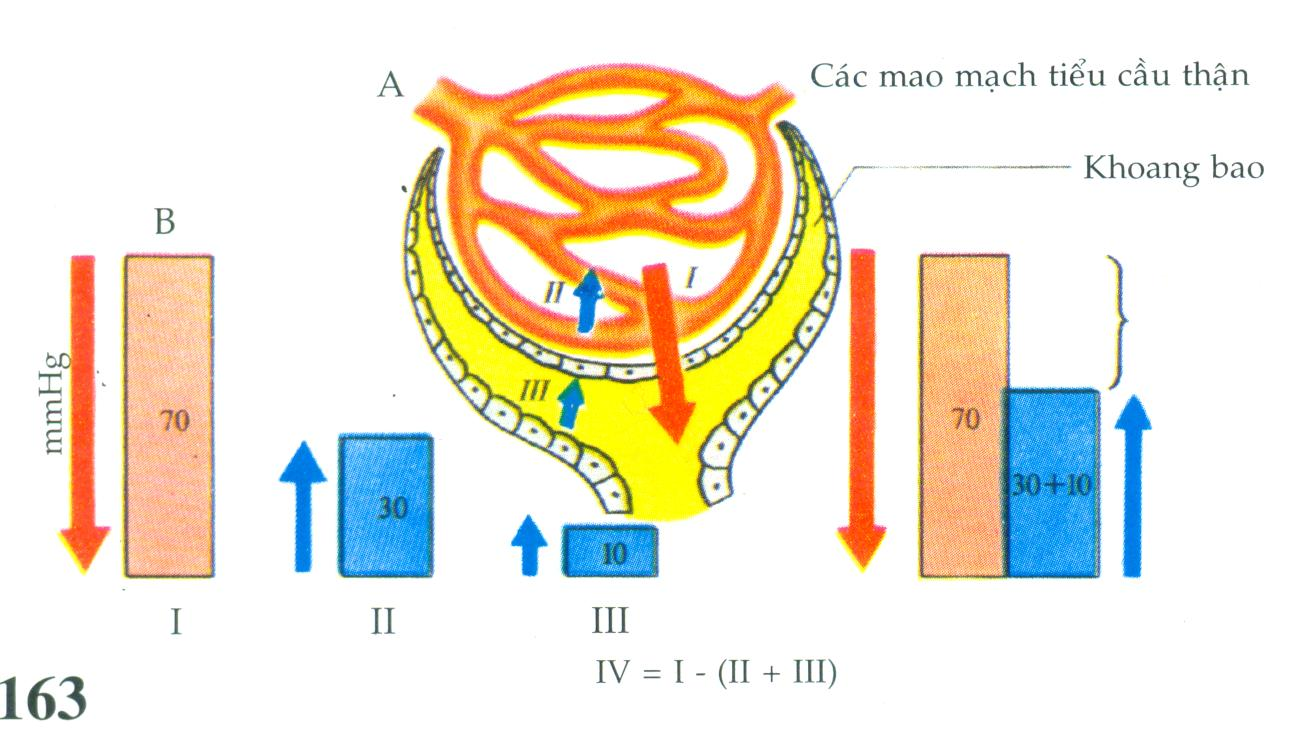 A
Các mao mạch tiểu cầu thận
Khoang bao
B
mmHg
70
II
I
III
30
10
70
30+10
I
II
III
IV = I - (II + III)
163